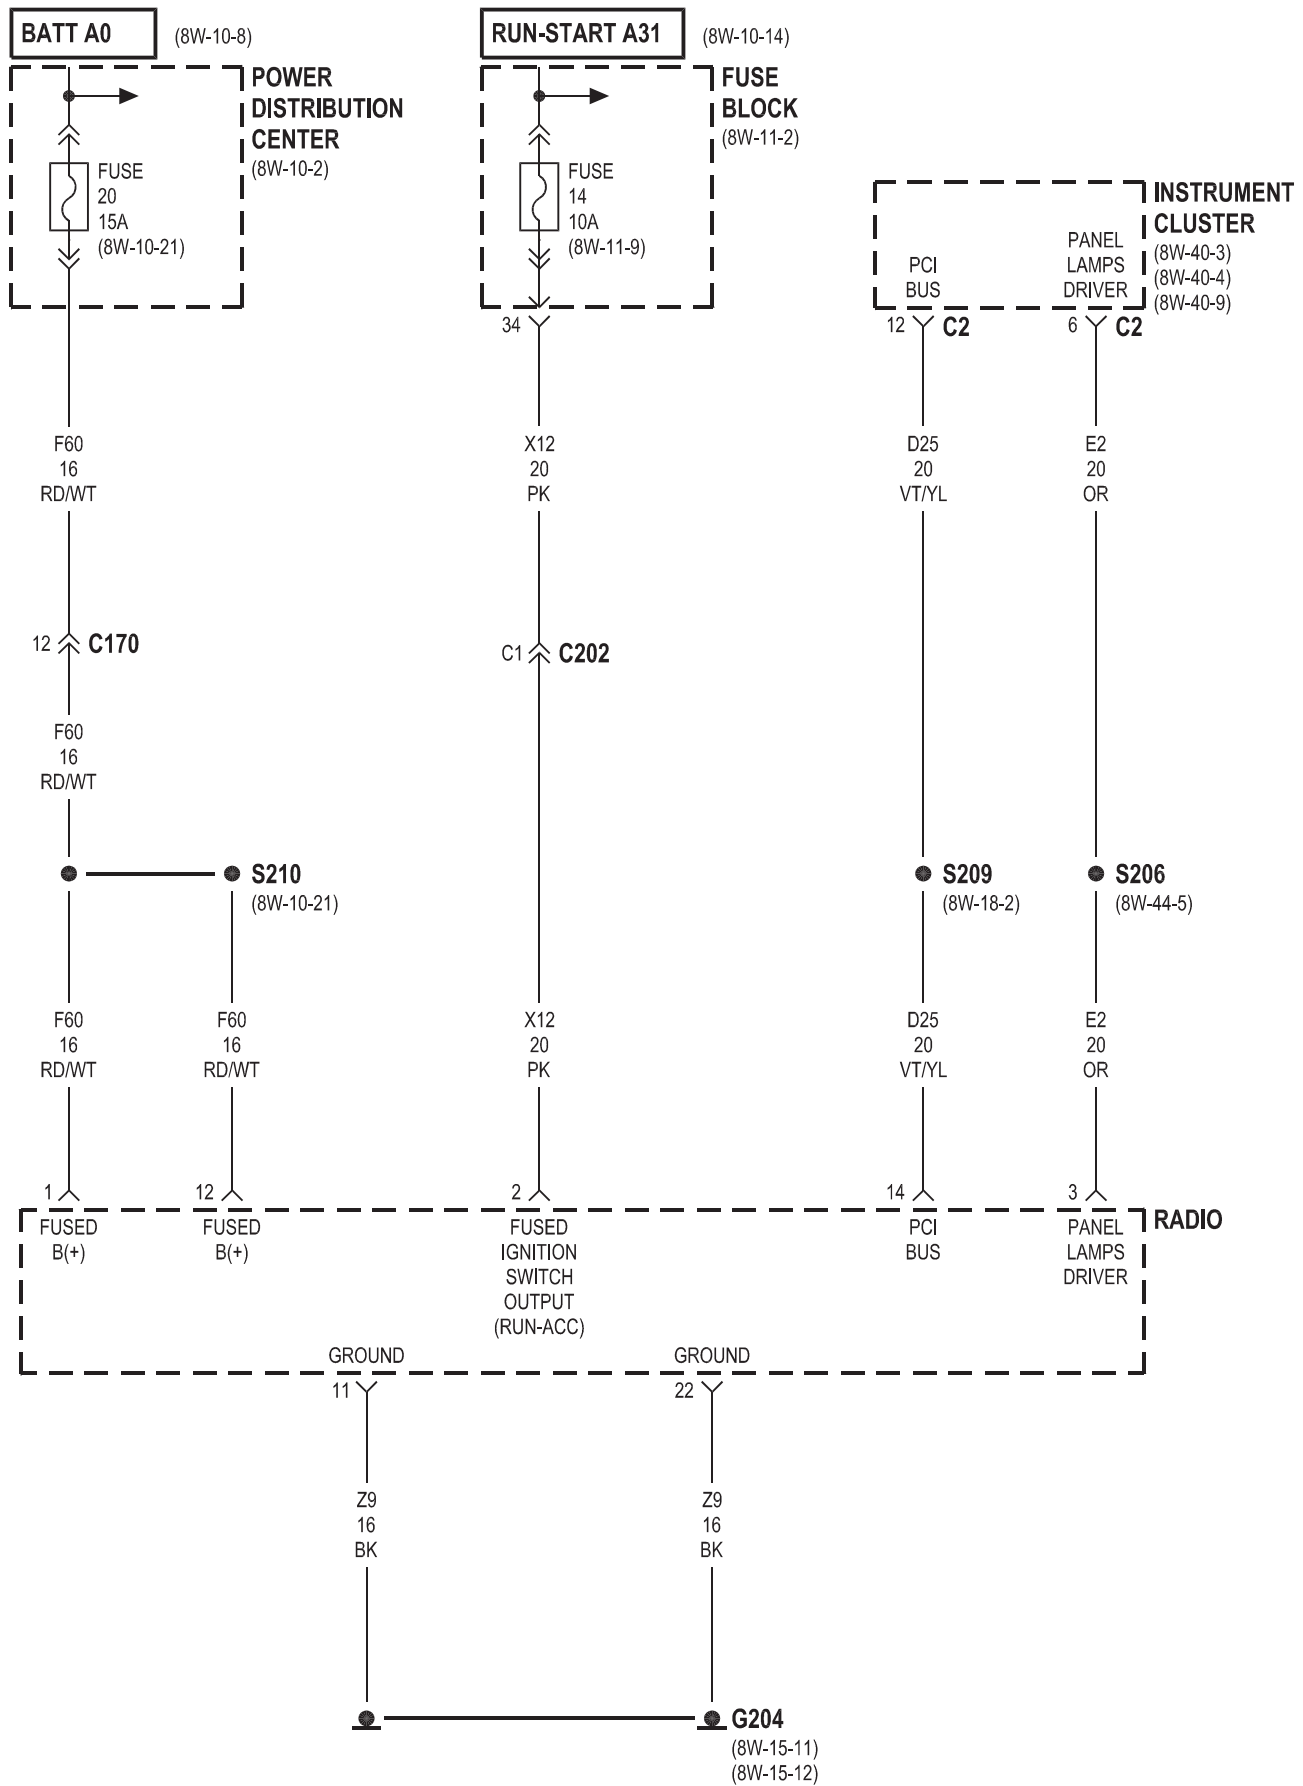 BATT A0
(8W-10-8)
RUN-START A31
(8W-10-14)
POWER
DISTRIBUTION
CENTER
(8W-10-2)
FUSE
20
15A
(8W-10-21)
FUSE
BLOCK
(8W-11-2)
FUSE
14
10A
(8W-11-9)
34
INSTRUMENT
CLUSTER
(8W-40-3)
(8W-40-4)
(8W-40-9)
PCI
BUS
PANEL
LAMPS
DRIVER
12
C2
6
C2
F60
16
RD/WT
X12
20
PK
D25
20
VT/YL
E2
20
OR
12
C170
C1
C202
F60
16
RD/WT
S210
(8W-10-21)
S209
(8W-18-2)
S206
(8W-44-5)
F60
16
RD/WT
F60
16
RD/WT
X12
20
PK
D25
20
VT/YL
E2
20
OR
1
12
2
14
3
RADIO
FUSED
B(+)
FUSED
B(+)
FUSED
IGNITION
SWITCH
OUTPUT
(RUN-ACC)
PCI
BUS
PANEL
LAMPS
DRIVER
GROUND
GROUND
11
22
Z9
16
BK
Z9
16
BK
G204
(8W-15-11)
(8W-15-12)